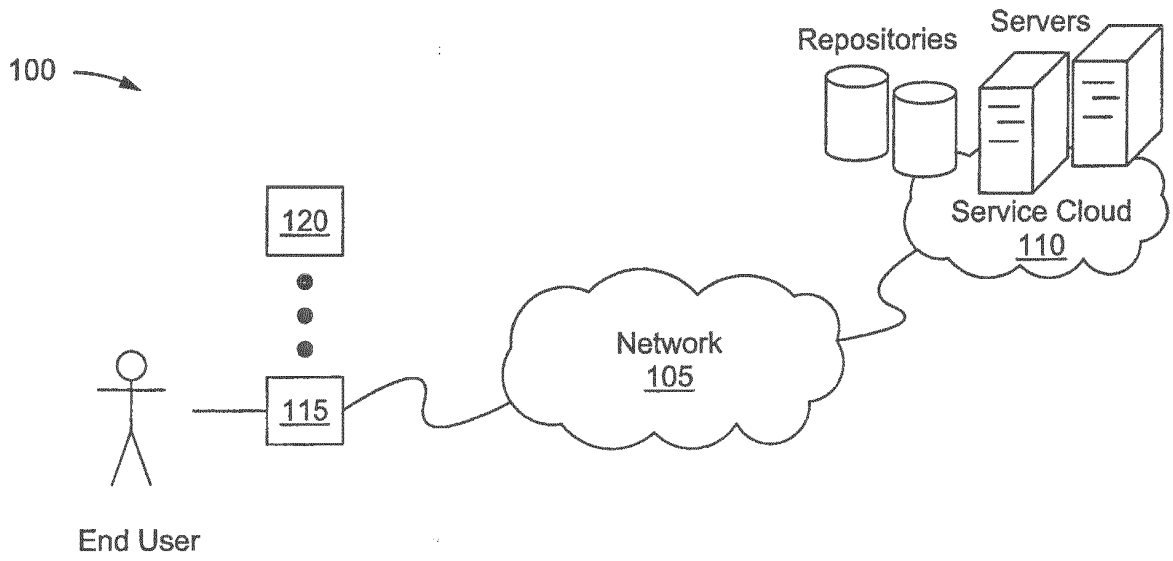 Servers
Repositories
100
120
Service Cloud
110
Network
105
115
End User